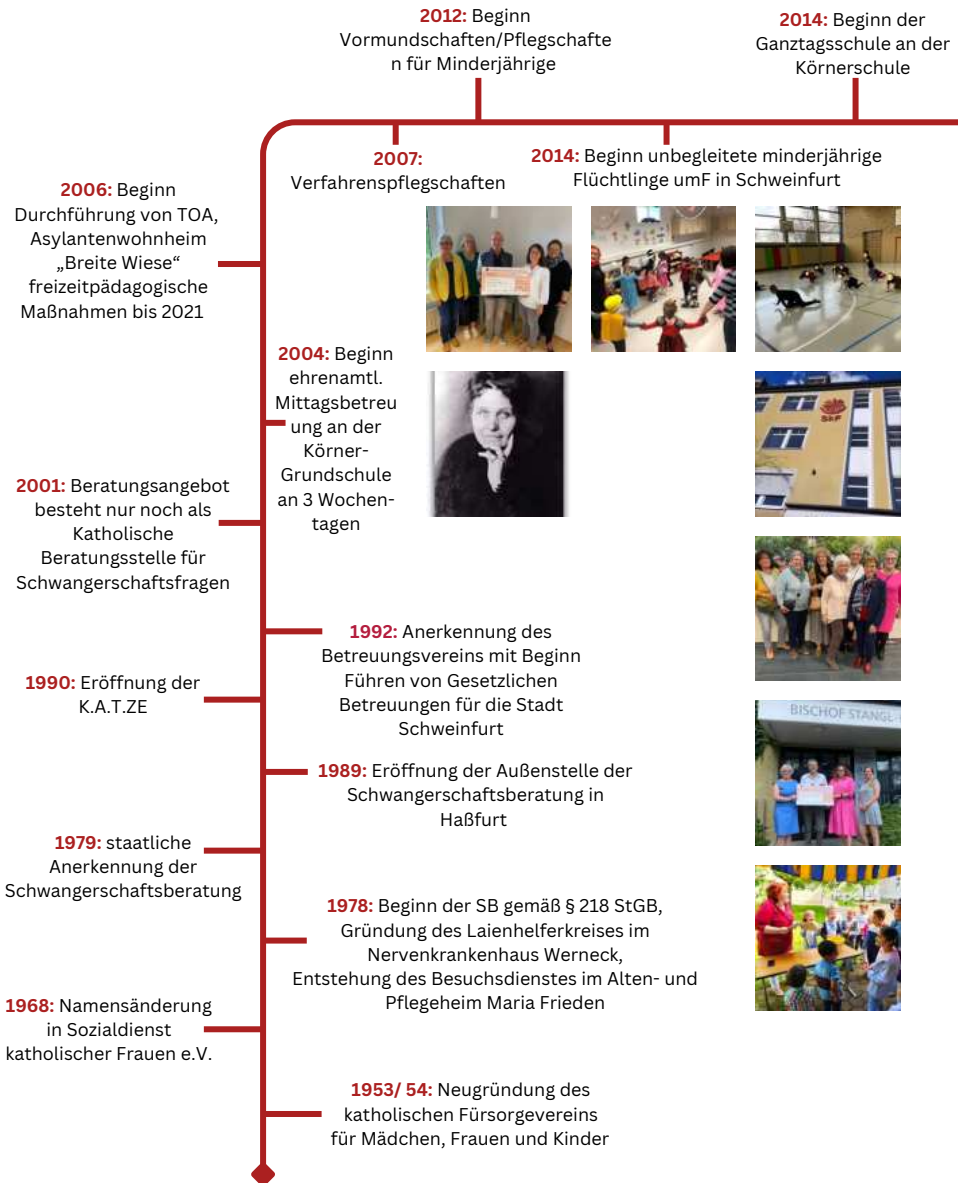 2012: Beginn
Vormundschaften/Pflegschafte
n für Minderjährige
2014: Beginn der
Ganztagsschule an der
Körnerschule
2007:
Verfahrenspflegschaften
2014: Beginn unbegleitete minderjährige
Flüchtlinge umF in Schweinfurt
2006: Beginn
Durchführung von TOA,
Asylantenwohnheim
„Breite Wiese“
freizeitpädagogische
Maßnahmen bis 2021
2004: Beginn
ehrenamtl.
Mittagsbetreu
ung an der
Körner-
Grundschule
an 3 Wochen-
tagen
SkF
2001: Beratungsangebot
besteht nur noch als
Katholische
Beratungsstelle für
Schwangerschaftsfragen
1992: Anerkennung des
Betreuungsvereins mit Beginn
Führen von Gesetzlichen
Betreuungen für die Stadt
Schweinfurt
1990: Eröffnung der
K.A.T.ZE
BISCHOF STANGL
1989: Eröffnung der Außenstelle der
Schwangerschaftsberatung in
Haßfurt
1979: staatliche
Anerkennung der
Schwangerschaftsberatung
1978: Beginn der SB gemäß § 218 StGB,
Gründung des Laienhelferkreises im
Nervenkrankenhaus Werneck,
Entstehung des Besuchsdienstes im Alten- und
Pflegeheim Maria Frieden
1968: Namensänderung
in Sozialdienst
katholischer Frauen e.V.
1953/ 54: Neugründung des
katholischen Fürsorgevereins
für Mädchen, Frauen und Kinder